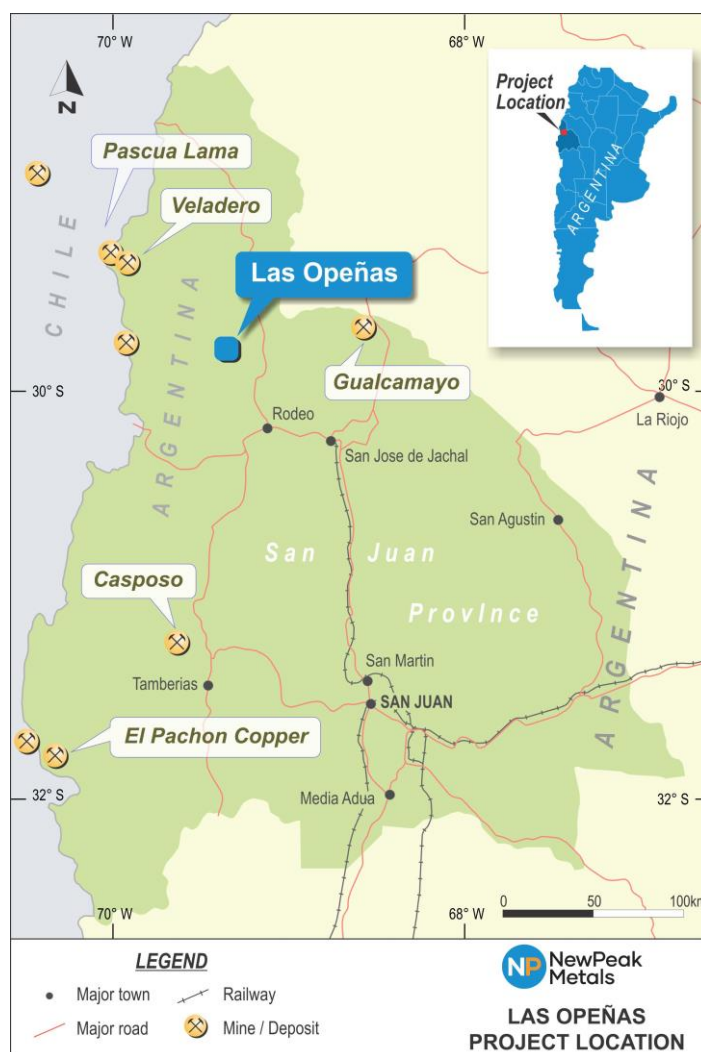 70° W
68° W
N
Project
Location
ARGENTINA
Pascua Lama
Veladero
CHILE
Las Opeñas
ARGENTINA
Gualcamayo
30° S
30° S
Rodeo
La Riojo
San Jose de Jachal
San Agustin
San Juan
Province
Casposo
ARGENTINA
San Martin
Tamberias
SAN JUAN
El Pachon Copper
Media Adua
32° S
32° S
0 50 100km
70° W
68° W
LEGEND
Major town
Railway
Major road
Mine / Deposit
NP NewPeak
Metals
LAS OPEÑAS
PROJECT LOCATION